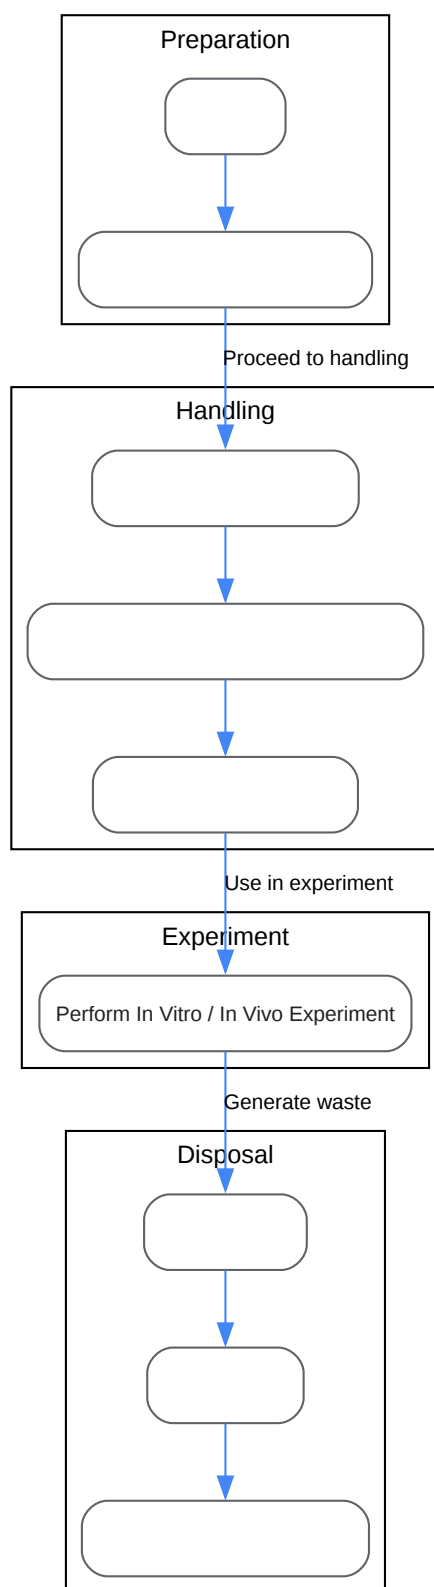 Preparation
Proceed to handling
Handling
Use in experiment
Experiment
Perform In Vitro / In Vivo Experiment
Generate waste
Disposal